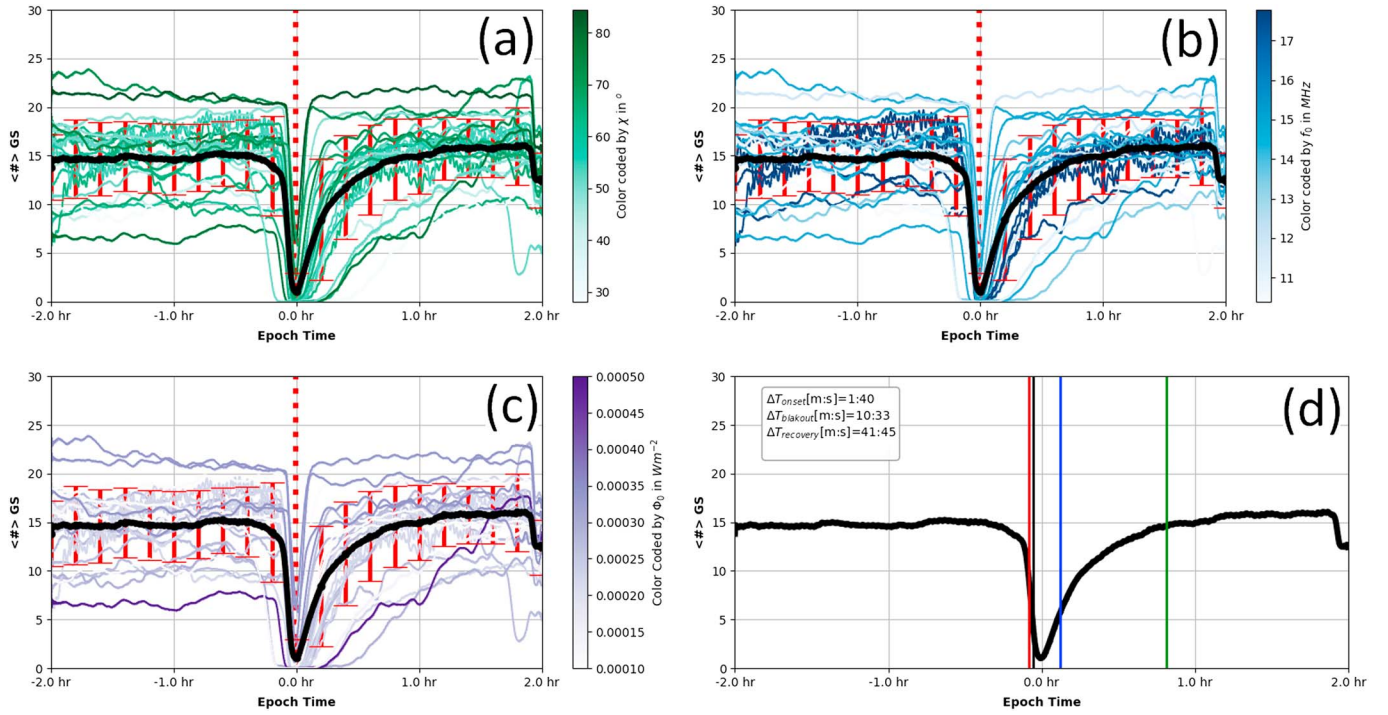 (a)
30
25
20
15
10
5
0
<#> GS
-2.0 hr
-1.0 hr
0.0 hr
1.0 hr
2.0 hr
Epoch Time
80
70
60
50
40
30
Color coded by χ in °
(b)
30
25
20
15
10
5
0
<#> GS
-2.0 hr
-1.0 hr
0.0 hr
1.0 hr
2.0 hr
Epoch Time
17
16
15
14
13
12
11
Color coded by f₀ in MHz
(c)
30
25
20
15
10
5
0
<#> GS
-2.0 hr
-1.0 hr
0.0 hr
1.0 hr
2.0 hr
Epoch Time
0.00050
0.00045
0.00040
0.00035
0.00030
0.00025
0.00020
0.00015
0.00010
Color Coded by Φ₀ in Wm⁻²
(d)
ΔTonset[m:s]=1:40
ΔTblakout[m:s]=10:33
ΔTrecovery[m:s]=41:45
30
25
20
15
10
5
0
<#> GS
-2.0 hr
-1.0 hr
0.0 hr
1.0 hr
2.0 hr
Epoch Time